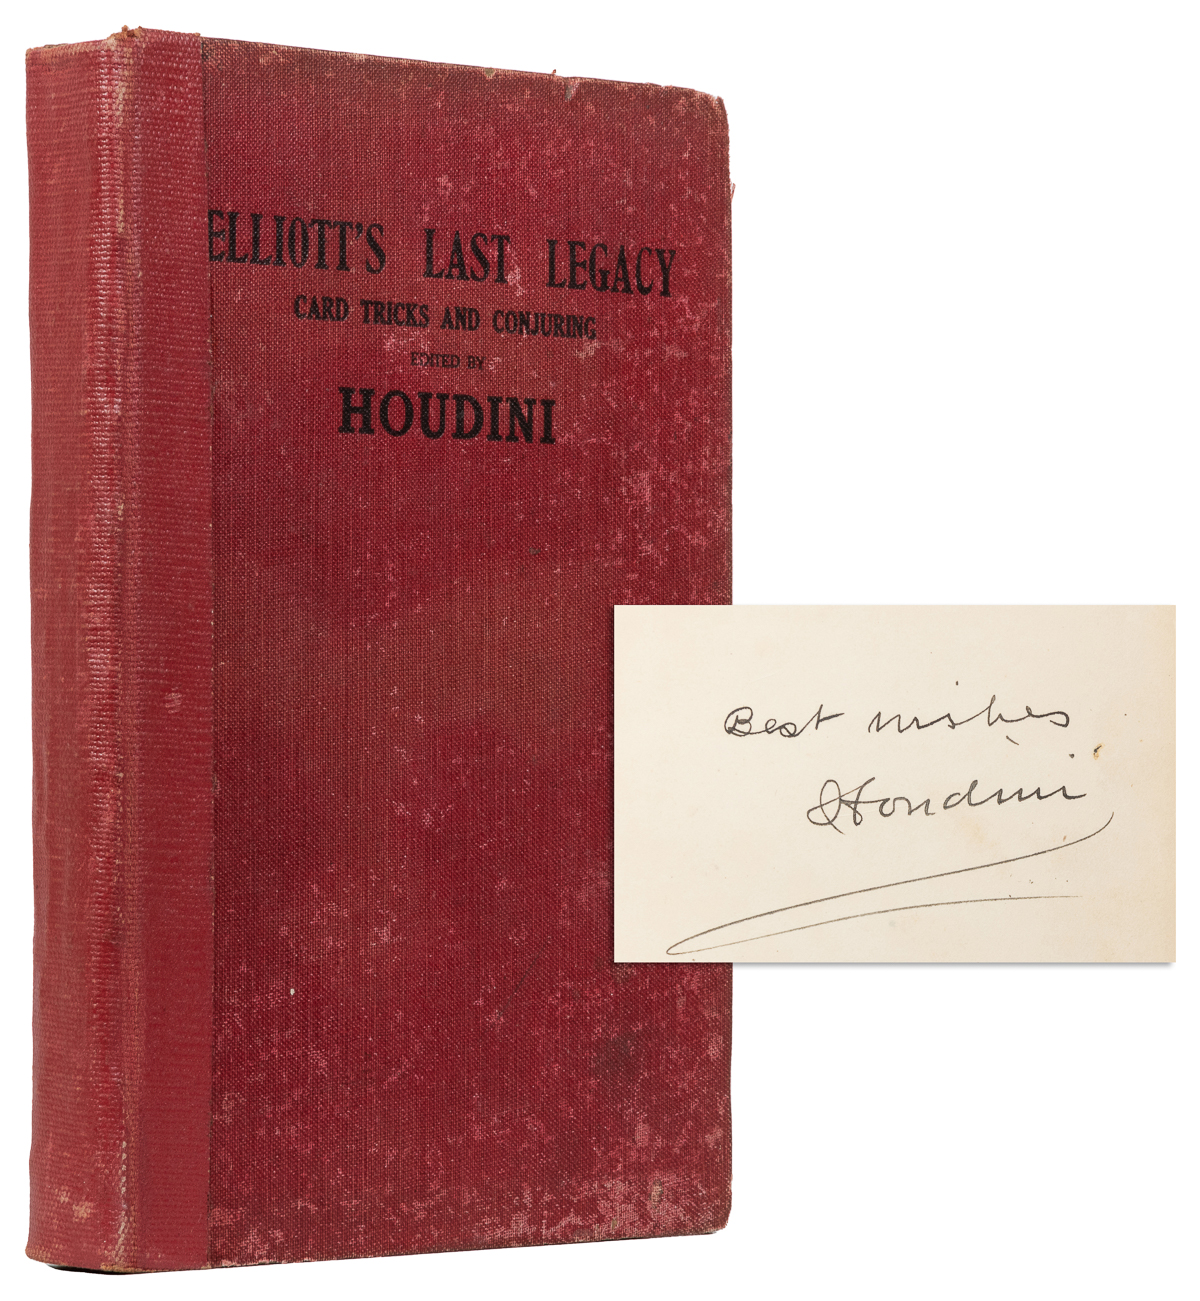 ELLIOTT'S LAST LEGACY
CARD TRICKS AND CONJURING
EDITED BY
HOUDINI
Best wishes
Houdini